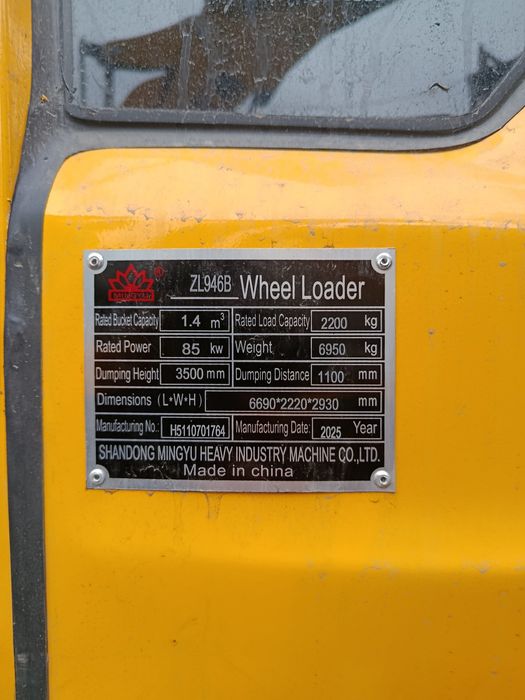 MINGYU®
ZL946B Wheel Loader
Rated Bucket Capacity 1.4 m³ Rated Load Capacity 2200 kg
Rated Power 85 kw Weight 6950 kg
Dumping Height 3500 mm Dumping Distance 1100 mm
Dimensions (L*W*H) 6690*2220*2930 mm
Manufacturing No.: H5110701764 Manufacturing Date: 2025 Year
SHANDONG MINGYU HEAVY INDUSTRY MACHINE CO.,LTD.
Made in china